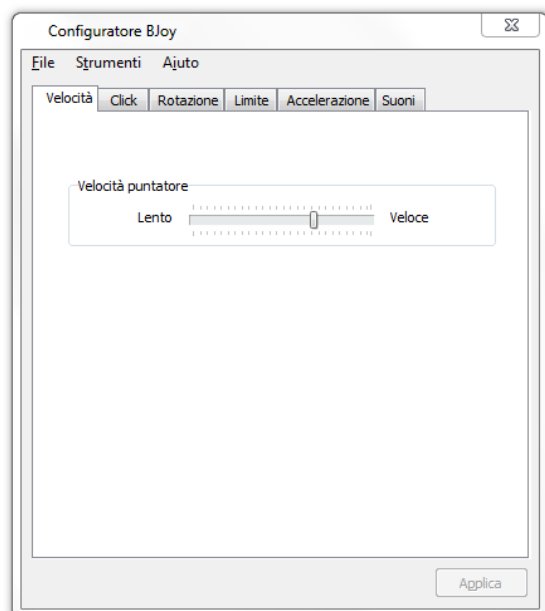 Configuratore BJoy
File Strumenti Aiuto
Velocità Click Rotazione Limite Accelerazione Suoni
Velocità puntatore
Lento Veloce
Applica